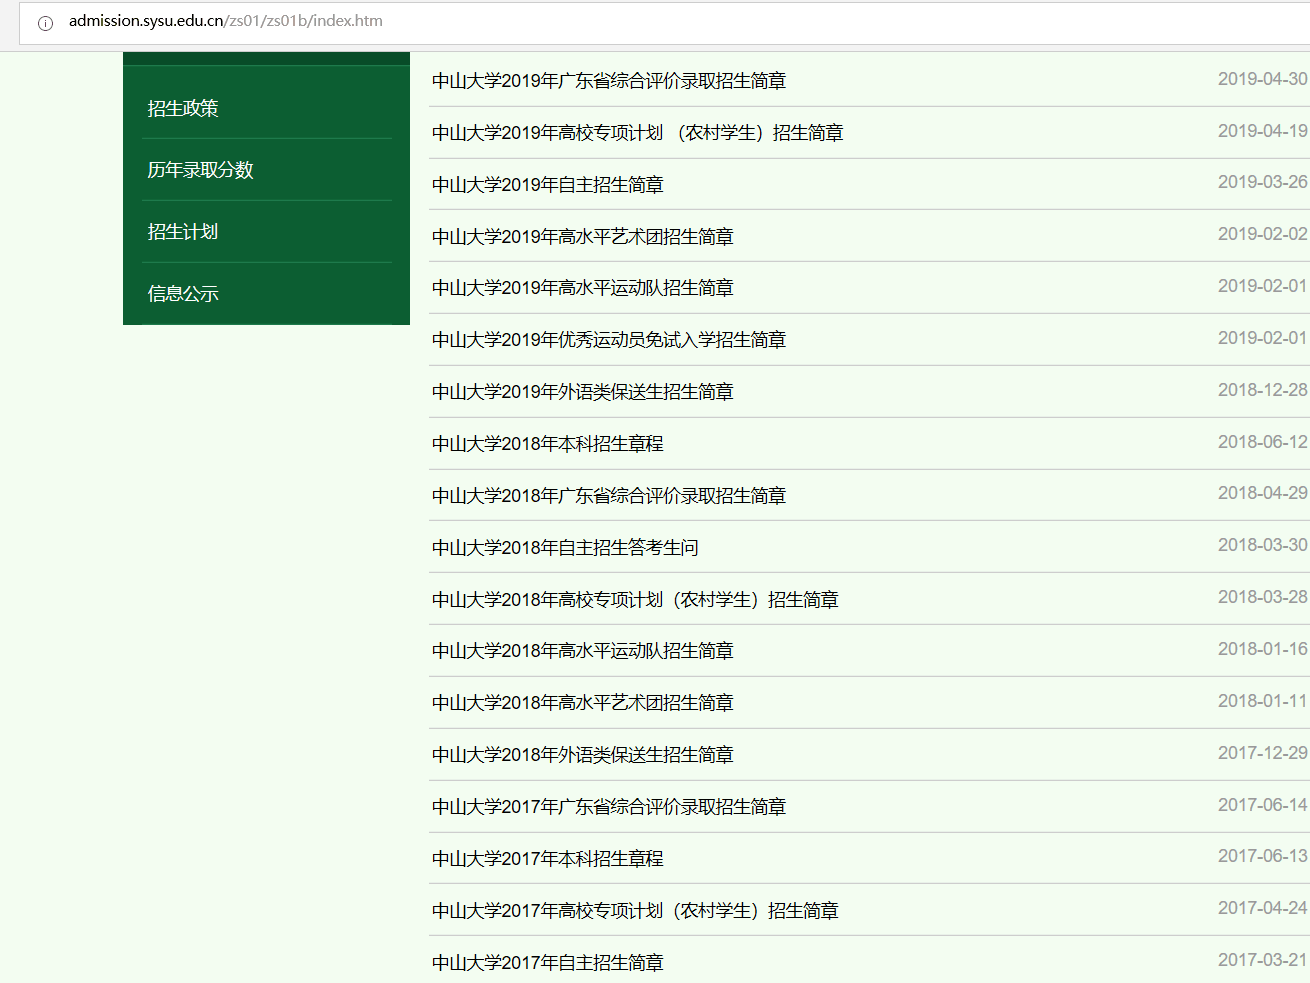 admission.sysu.edu.cn/zs01/zs01b/index.htm
招生政策
历年录取分数
招生计划
信息公示
中山大学2019年广东省综合评价录取招生简章 2019-04-30
中山大学2019年高校专项计划 （农村学生）招生简章 2019-04-19
中山大学2019年自主招生简章 2019-03-26
中山大学2019年高水平艺术团招生简章 2019-02-02
中山大学2019年高水平运动队招生简章 2019-02-01
中山大学2019年优秀运动员免试入学招生简章 2019-02-01
中山大学2019年外语类保送生招生简章 2018-12-28
中山大学2018年本科招生章程 2018-06-12
中山大学2018年广东省综合评价录取招生简章 2018-04-29
中山大学2018年自主招生答考生问 2018-03-30
中山大学2018年高校专项计划（农村学生）招生简章 2018-03-28
中山大学2018年高水平运动队招生简章 2018-01-16
中山大学2018年高水平艺术团招生简章 2018-01-11
中山大学2018年外语类保送生招生简章 2017-12-29
中山大学2017年广东省综合评价录取招生简章 2017-06-14
中山大学2017年本科招生章程 2017-06-13
中山大学2017年高校专项计划（农村学生）招生简章 2017-04-24
中山大学2017年自主招生简章 2017-03-21